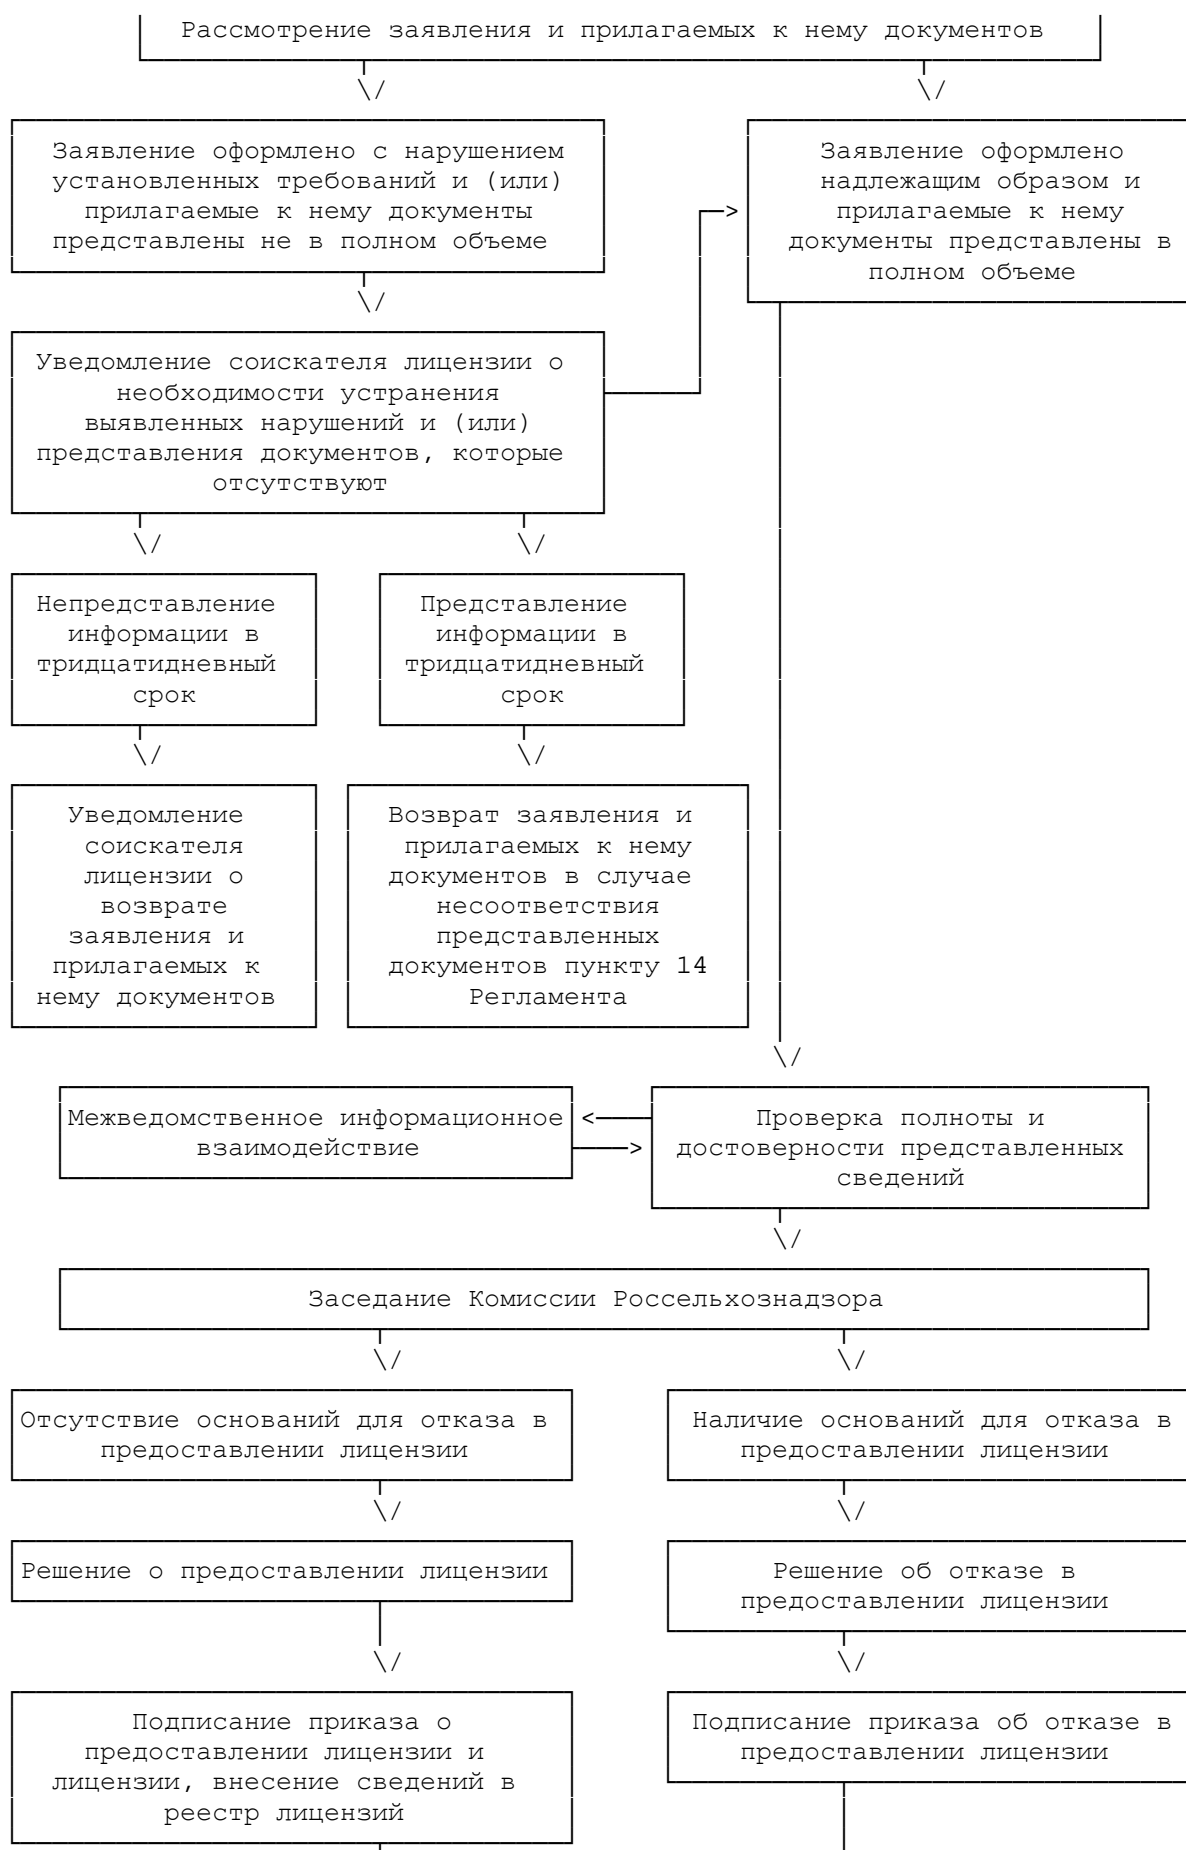 Рассмотрение заявления и прилагаемых к нему документов
Заявление оформлено с нарушением
установленных требований и (или)
прилагаемые к нему документы
представлены не в полном объеме
Заявление оформлено
надлежащим образом и
прилагаемые к нему
документы представлены в
полном объеме
Уведомление соискателя лицензии о
необходимости устранения
выявленных нарушений и (или)
представления документов, которые
отсутствуют
Непредставление
информации в
тридцатидневный
срок
Представление
информации в
тридцатидневный
срок
Уведомление
соискателя
лицензии о
возврате
заявления и
прилагаемых к
нему документов
Возврат заявления и
прилагаемых к нему
документов в случае
несоответствия
представленных
документов пункту 14
Регламента
Межведомственное информационное
взаимодействие
Проверка полноты и
достоверности представленных
сведений
Заседание Комиссии Россельхознадзора
Отсутствие оснований для отказа в
предоставлении лицензии
Наличие оснований для отказа в
предоставлении лицензии
Решение о предоставлении лицензии
Решение об отказе в
предоставлении лицензии
Подписание приказа о
предоставлении лицензии и
лицензии, внесение сведений в
реестр лицензий
Подписание приказа об отказе в
предоставлении лицензии